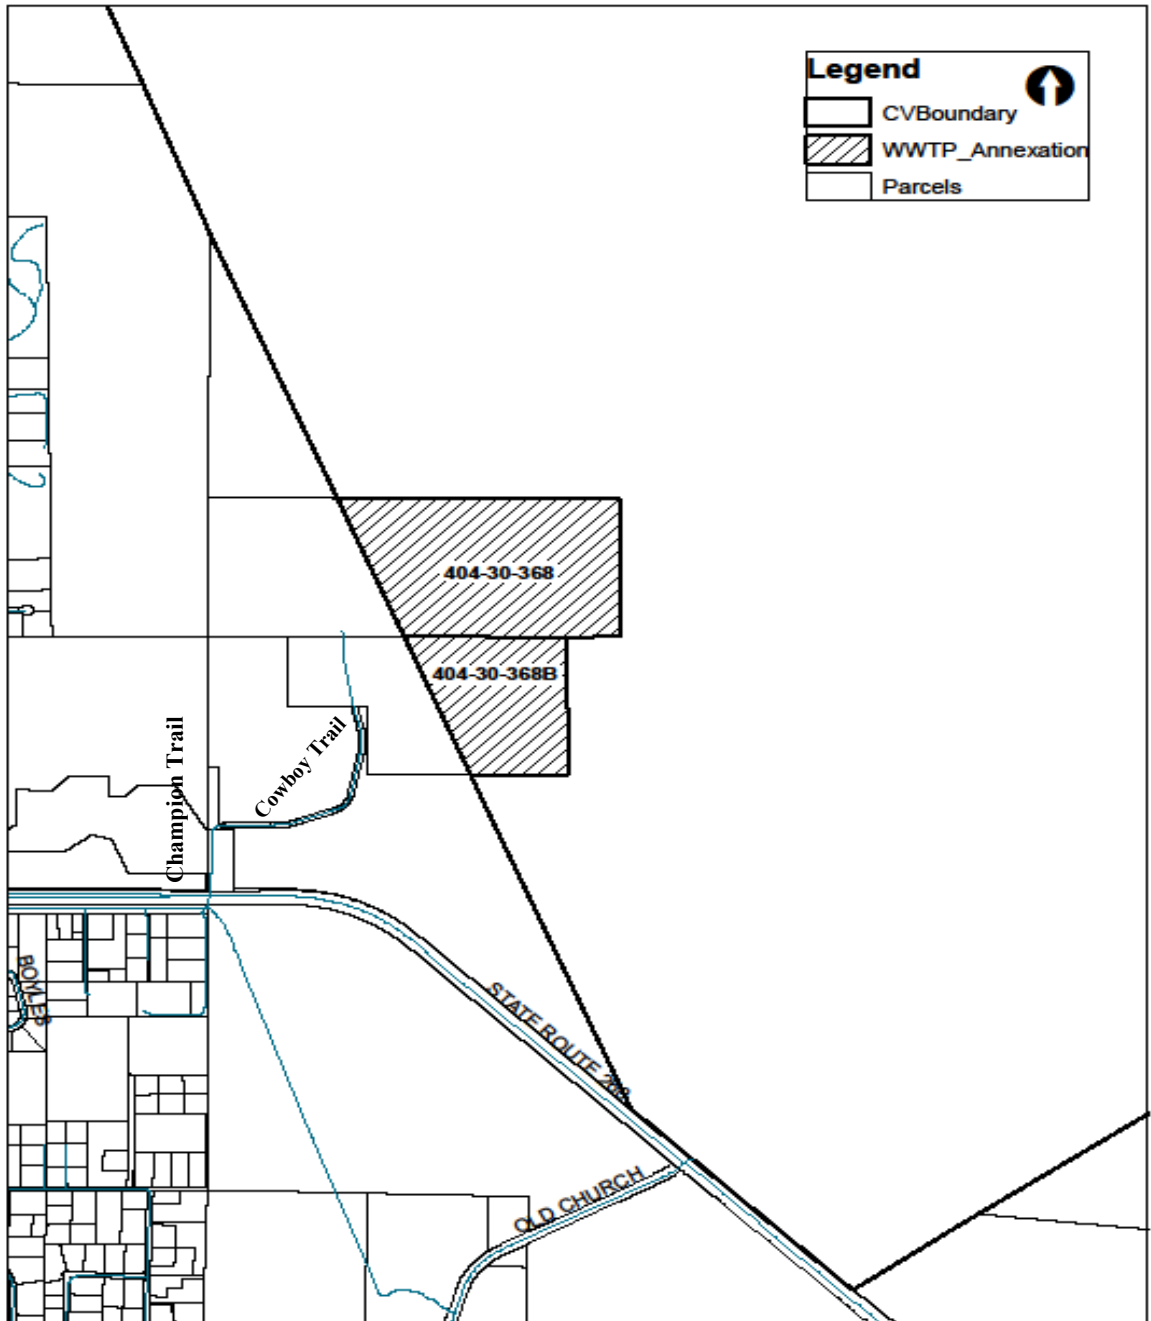 Legend
CVBoundary
WWTP_Annexation
Parcels
404-30-368
404-30-368B
Champion Trail
Cowboy Trail
BOYLES
STATE ROUTE
OLD CHURCH